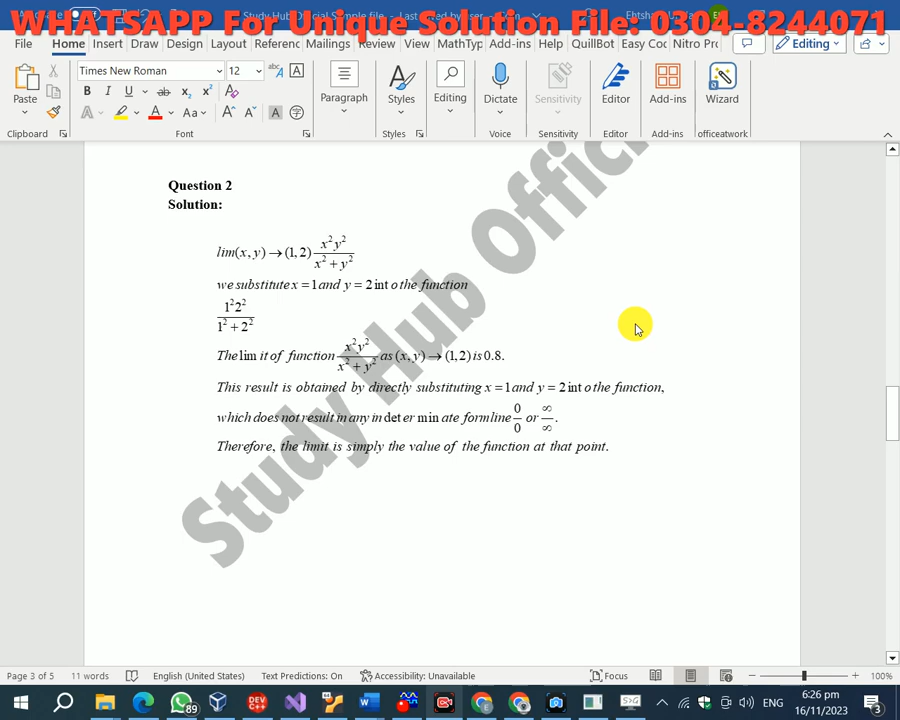 WHATSAPP For Unique Solution File: 0304-8244071
File Home Insert Draw Design Layout Referenc Mailings Review View MathTyp Add-ins Help QuillBot Easy Coc Nitro Pro Editing
Times New Roman 12
Paste Paragraph Styles Editing Dictate Sensitivity Editor Add-ins Wizard
Clipboard Font Styles Voice Sensitivity Editor Add-ins officeatwork
Question 2
Solution:
lim(x, y) → (1, 2) x²y² / x² + y²
we substitute x = 1 and y = 2 int o the function
1²2² / 1² + 2²
The lim it of function x²y² / x² + y² as (x, y) → (1, 2) is 0.8.
This result is obtained by directly substituting x = 1 and y = 2 int o the function,
which does not result in any in det er min ate form line 0/0 or ∞/∞.
Therefore, the limit is simply the value of the function at that point.
Study Hub Offici
Page 3 of 5 11 words English (United States) Text Predictions: On Accessibility: Unavailable Focus 100%
89 ENG 6:26 pm
16/11/2023 3